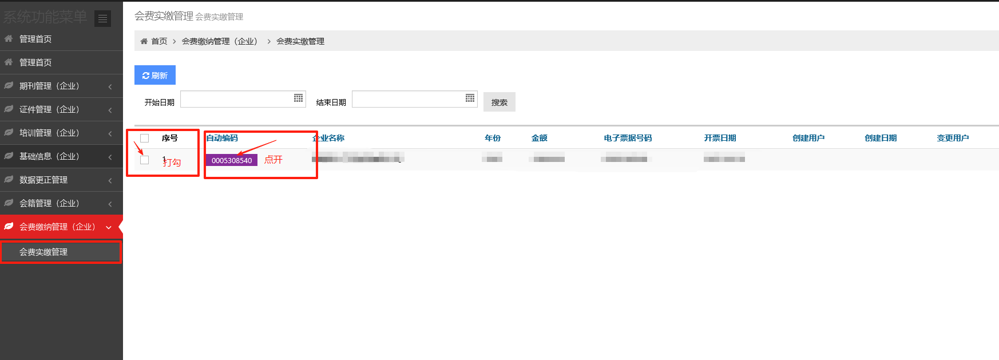 系统功能菜单
管理首页
管理首页
期刊管理（企业）
证件管理（企业）
培训管理（企业）
基础信息（企业）
数据更正管理
会籍管理（企业）
会费缴纳管理（企业）
会费实缴管理
会费实缴管理 会费实缴管理
首页 > 会费缴纳管理（企业） > 会费实缴管理
刷新
开始日期 结束日期 搜索
序号 自动编码 企业名称 年份 金额 电子票据号码 开票日期 创建用户 创建日期 变更用户
1 打勾 0005308540 点开